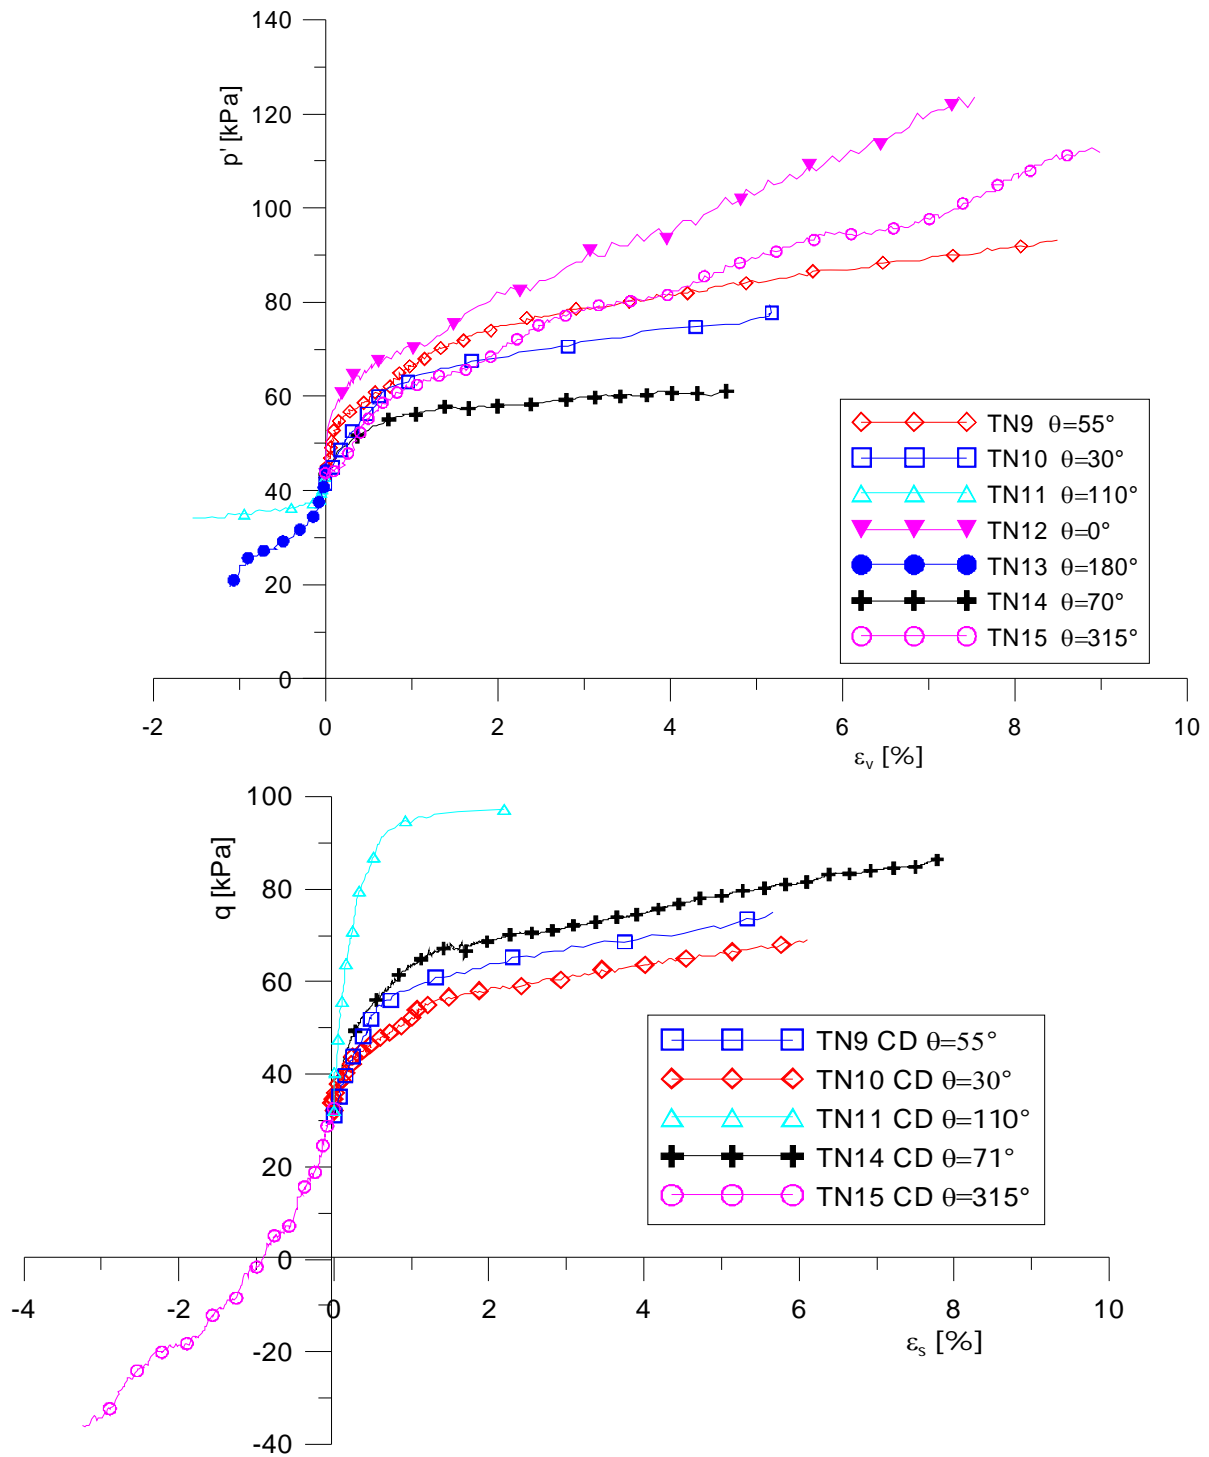 140
120
100
80
60
40
20
0
p' [kPa]
-2 0 2 4 6 8 10
εv [%]
TN9 θ=55°
TN10 θ=30°
TN11 θ=110°
TN12 θ=0°
TN13 θ=180°
TN14 θ=70°
TN15 θ=315°
100
80
60
40
20
0
-20
-40
q [kPa]
-4 -2 0 2 4 6 8 10
εs [%]
TN9 CD θ=55°
TN10 CD θ=30°
TN11 CD θ=110°
TN14 CD θ=71°
TN15 CD θ=315°